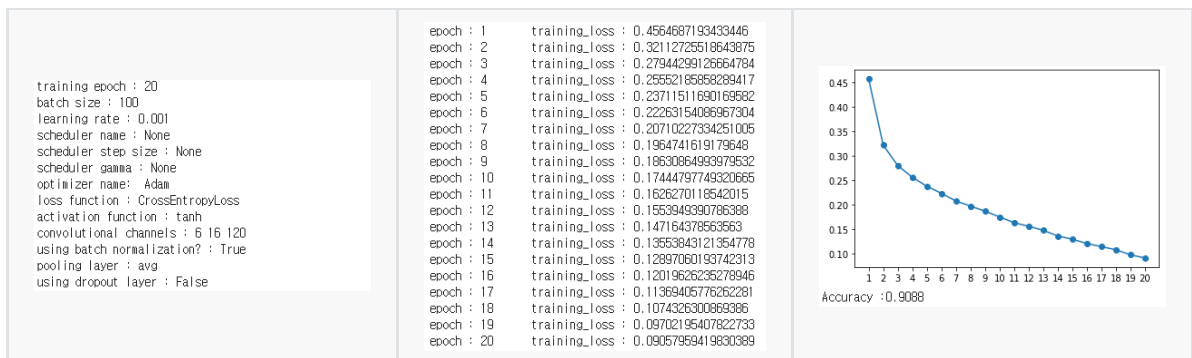 training epoch : 20
batch size : 100
learning rate : 0.001
scheduler name : None
scheduler step size : None
scheduler gamma : None
optimizer name:  Adam
loss function : CrossEntropyLoss
activation function : tanh
convolutional channels : 6 16 120
using batch normalization? : True
pooling layer : avg
using dropout layer : False
epoch : 1 training_loss : 0.4564687193433446
epoch : 2 training_loss : 0.32112725518643875
epoch : 3 training_loss : 0.27944299126664784
epoch : 4 training_loss : 0.25552185858289417
epoch : 5 training_loss : 0.23711511690169582
epoch : 6 training_loss : 0.22263154086967304
epoch : 7 training_loss : 0.20710227334251005
epoch : 8 training_loss : 0.1964741619179648
epoch : 9 training_loss : 0.18630864993979532
epoch : 10 training_loss : 0.17444797749320665
epoch : 11 training_loss : 0.16262701118542015
epoch : 12 training_loss : 0.1553949390786388
epoch : 13 training_loss : 0.147164378563563
epoch : 14 training_loss : 0.13553843121354778
epoch : 15 training_loss : 0.12897060193742313
epoch : 16 training_loss : 0.12019626235278946
epoch : 17 training_loss : 0.11369405776262281
epoch : 18 training_loss : 0.1074326300869386
epoch : 19 training_loss : 0.09702195407822733
epoch : 20 training_loss : 0.09057959419830389
0.45
0.40
0.35
0.30
0.25
0.20
0.15
0.10
1 2 3 4 5 6 7 8 9 10 11 12 13 14 15 16 17 18 19 20
Accuracy :0.9088